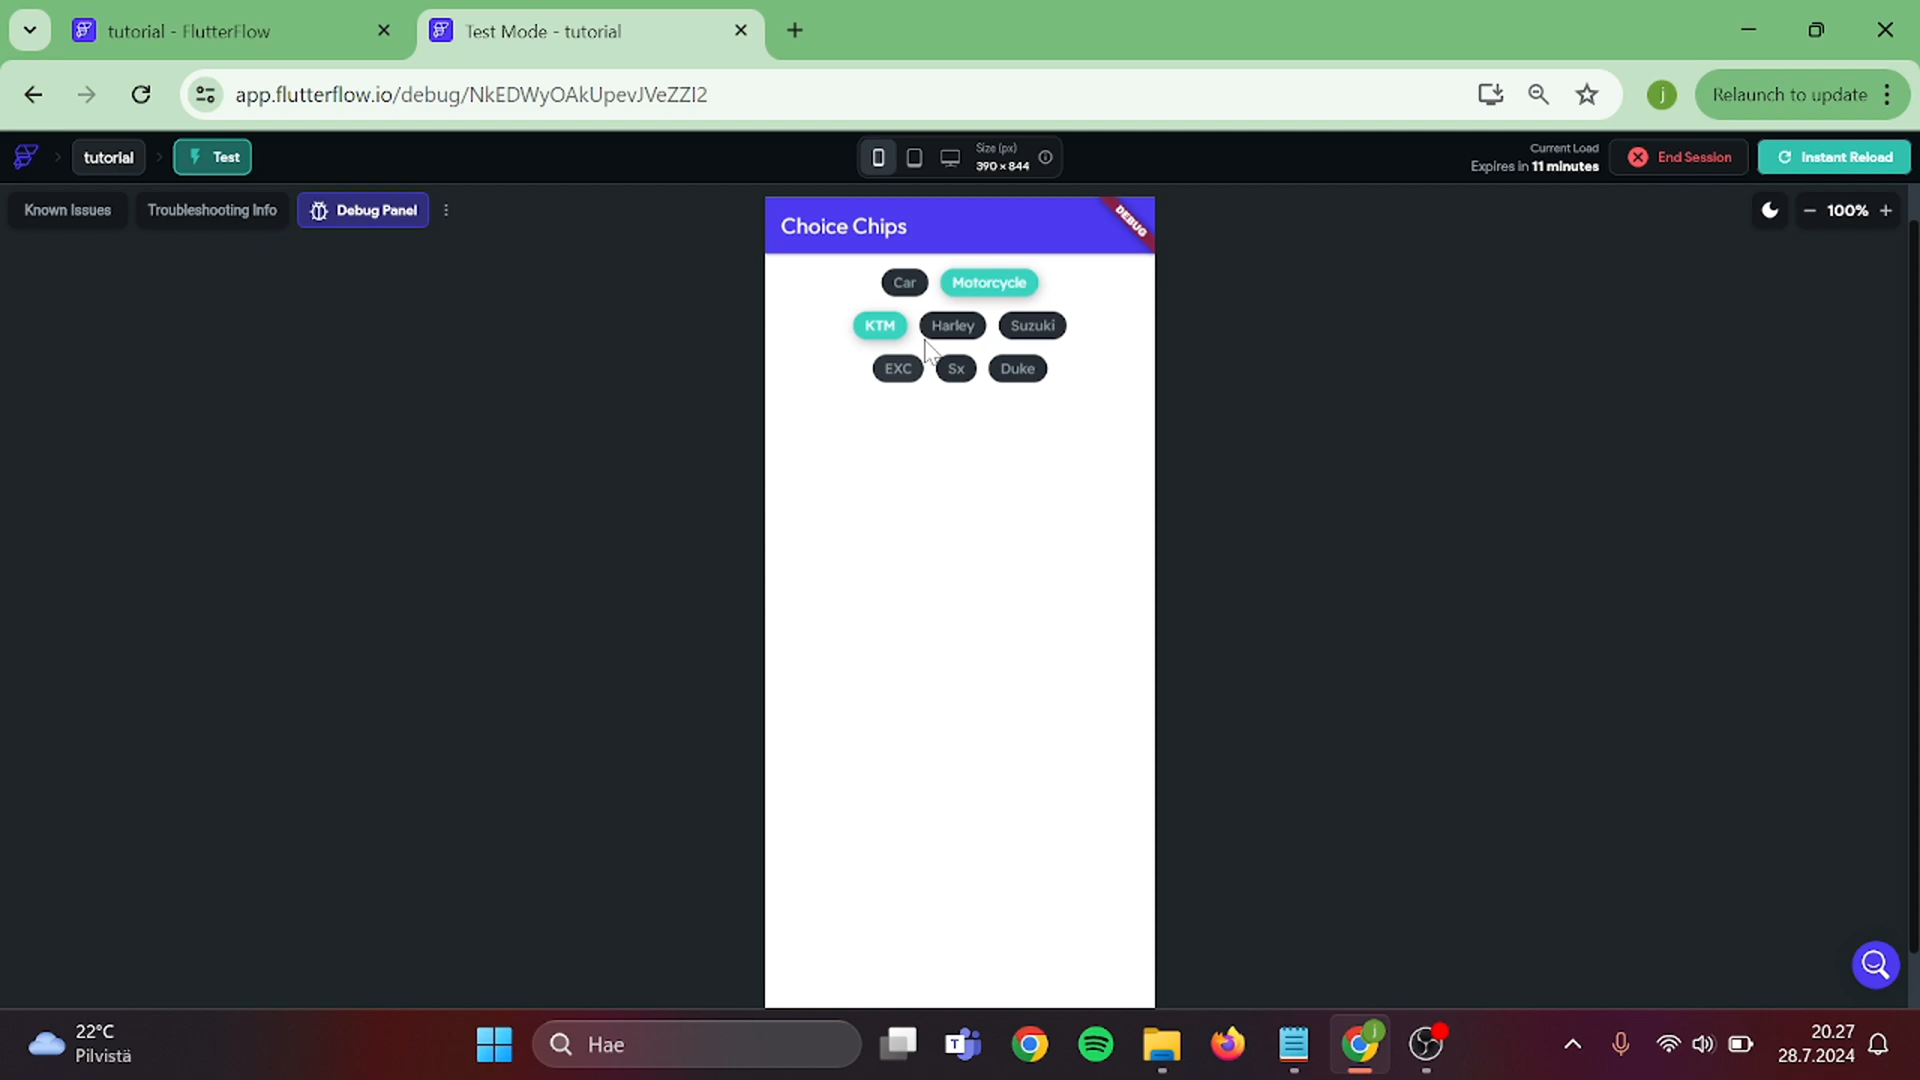 tutorial - FlutterFlow
Test Mode - tutorial
app.flutterflow.io/debug/NkEDWyOAkUpevJVeZZI2
j
Relaunch to update
tutorial
Test
Size (px)
390 × 844
Current Load
Expires in 11 minutes
End Session
Instant Reload
Known Issues
Troubleshooting Info
Debug Panel
100%
Choice Chips
DEBUG
Car
Motorcycle
KTM
Harley
Suzuki
EXC
Sx
Duke
22°C
Pilvistä
Hae
T
j
20.27
28.7.2024